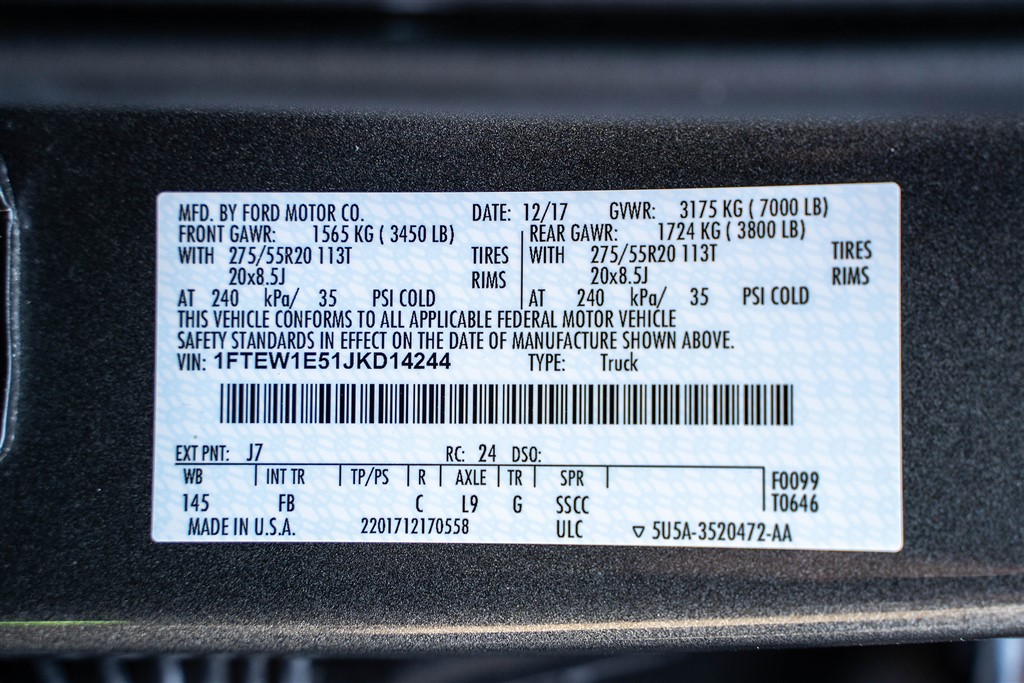 MFD. BY FORD MOTOR CO. DATE: 12/17 GVWR: 3175 KG ( 7000 LB)
FRONT GAWR: 1565 KG ( 3450 LB) REAR GAWR: 1724 KG ( 3800 LB)
WITH 275/55R20 113T TIRES WITH 275/55R20 113T TIRES
20x8.5J RIMS 20x8.5J RIMS
AT 240 kPa/ 35 PSI COLD AT 240 kPa/ 35 PSI COLD
THIS VEHICLE CONFORMS TO ALL APPLICABLE FEDERAL MOTOR VEHICLE
SAFETY STANDARDS IN EFFECT ON THE DATE OF MANUFACTURE SHOWN ABOVE.
VIN: 1FTEW1E51JKD14244 TYPE: Truck
EXT PNT: J7 RC: 24 DSO:
WB INT TR TP/PS R AXLE TR SPR F0099
145 FB C L9 G SSCC T0646
MADE IN U.S.A. 2201712170558 ULC ▽ 5U5A-3520472-AA